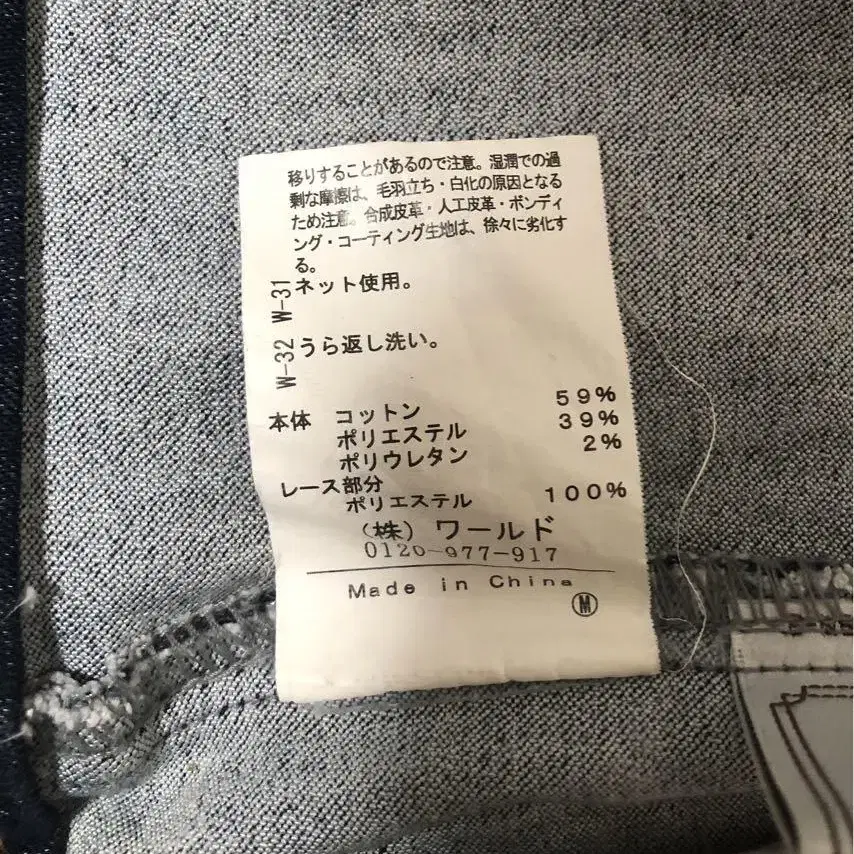 移りすることがあるので注意。湿潤での過
剰な摩擦は、毛羽立ち・白化の原因となる
ため注意。合成皮革・人工皮革・ボンディ
ング・コーティング生地は、徐々に劣化す
る。
W-31 ネット使用。
W-32 うら返し洗い。
本体 コットン 59%
ポリエステル 39%
ポリウレタン 2%
レース部分
ポリエステル 100%
(株) ワールド
0120-977-917
Made in China
M